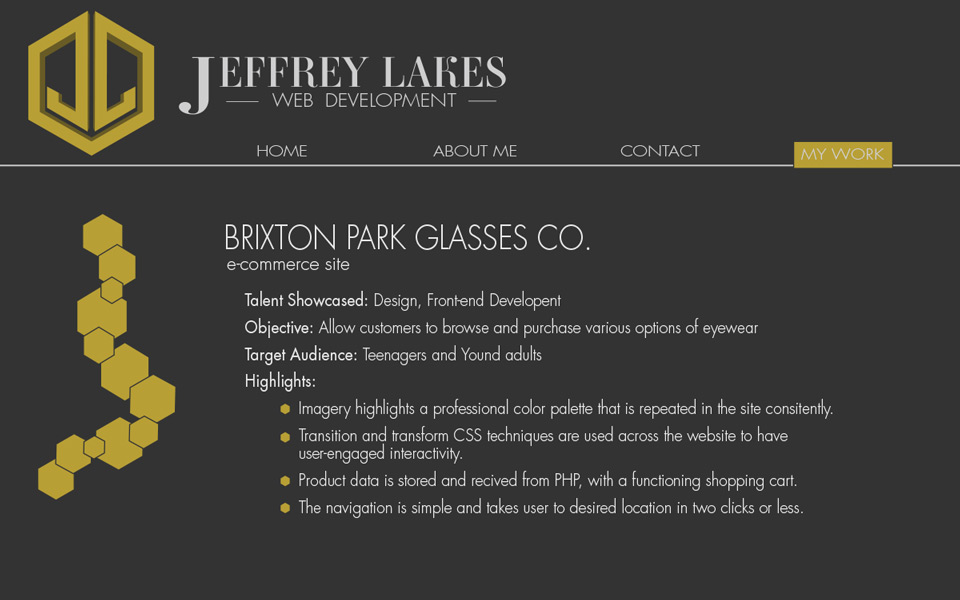 JEFFREY LAKES
WEB DEVELOPMENT
HOME ABOUT ME CONTACT MY WORK
BRIXTON PARK GLASSES CO.
e-commerce site
Talent Showcased: Design, Front-end Developent
Objective: Allow customers to browse and purchase various options of eyewear
Target Audience: Teenagers and Yound adults
Highlights:
Imagery highlights a professional color palette that is repeated in the site consitently.
Transition and transform CSS techniques are used across the website to have
user-engaged interactivity.
Product data is stored and recived from PHP, with a functioning shopping cart.
The navigation is simple and takes user to desired location in two clicks or less.